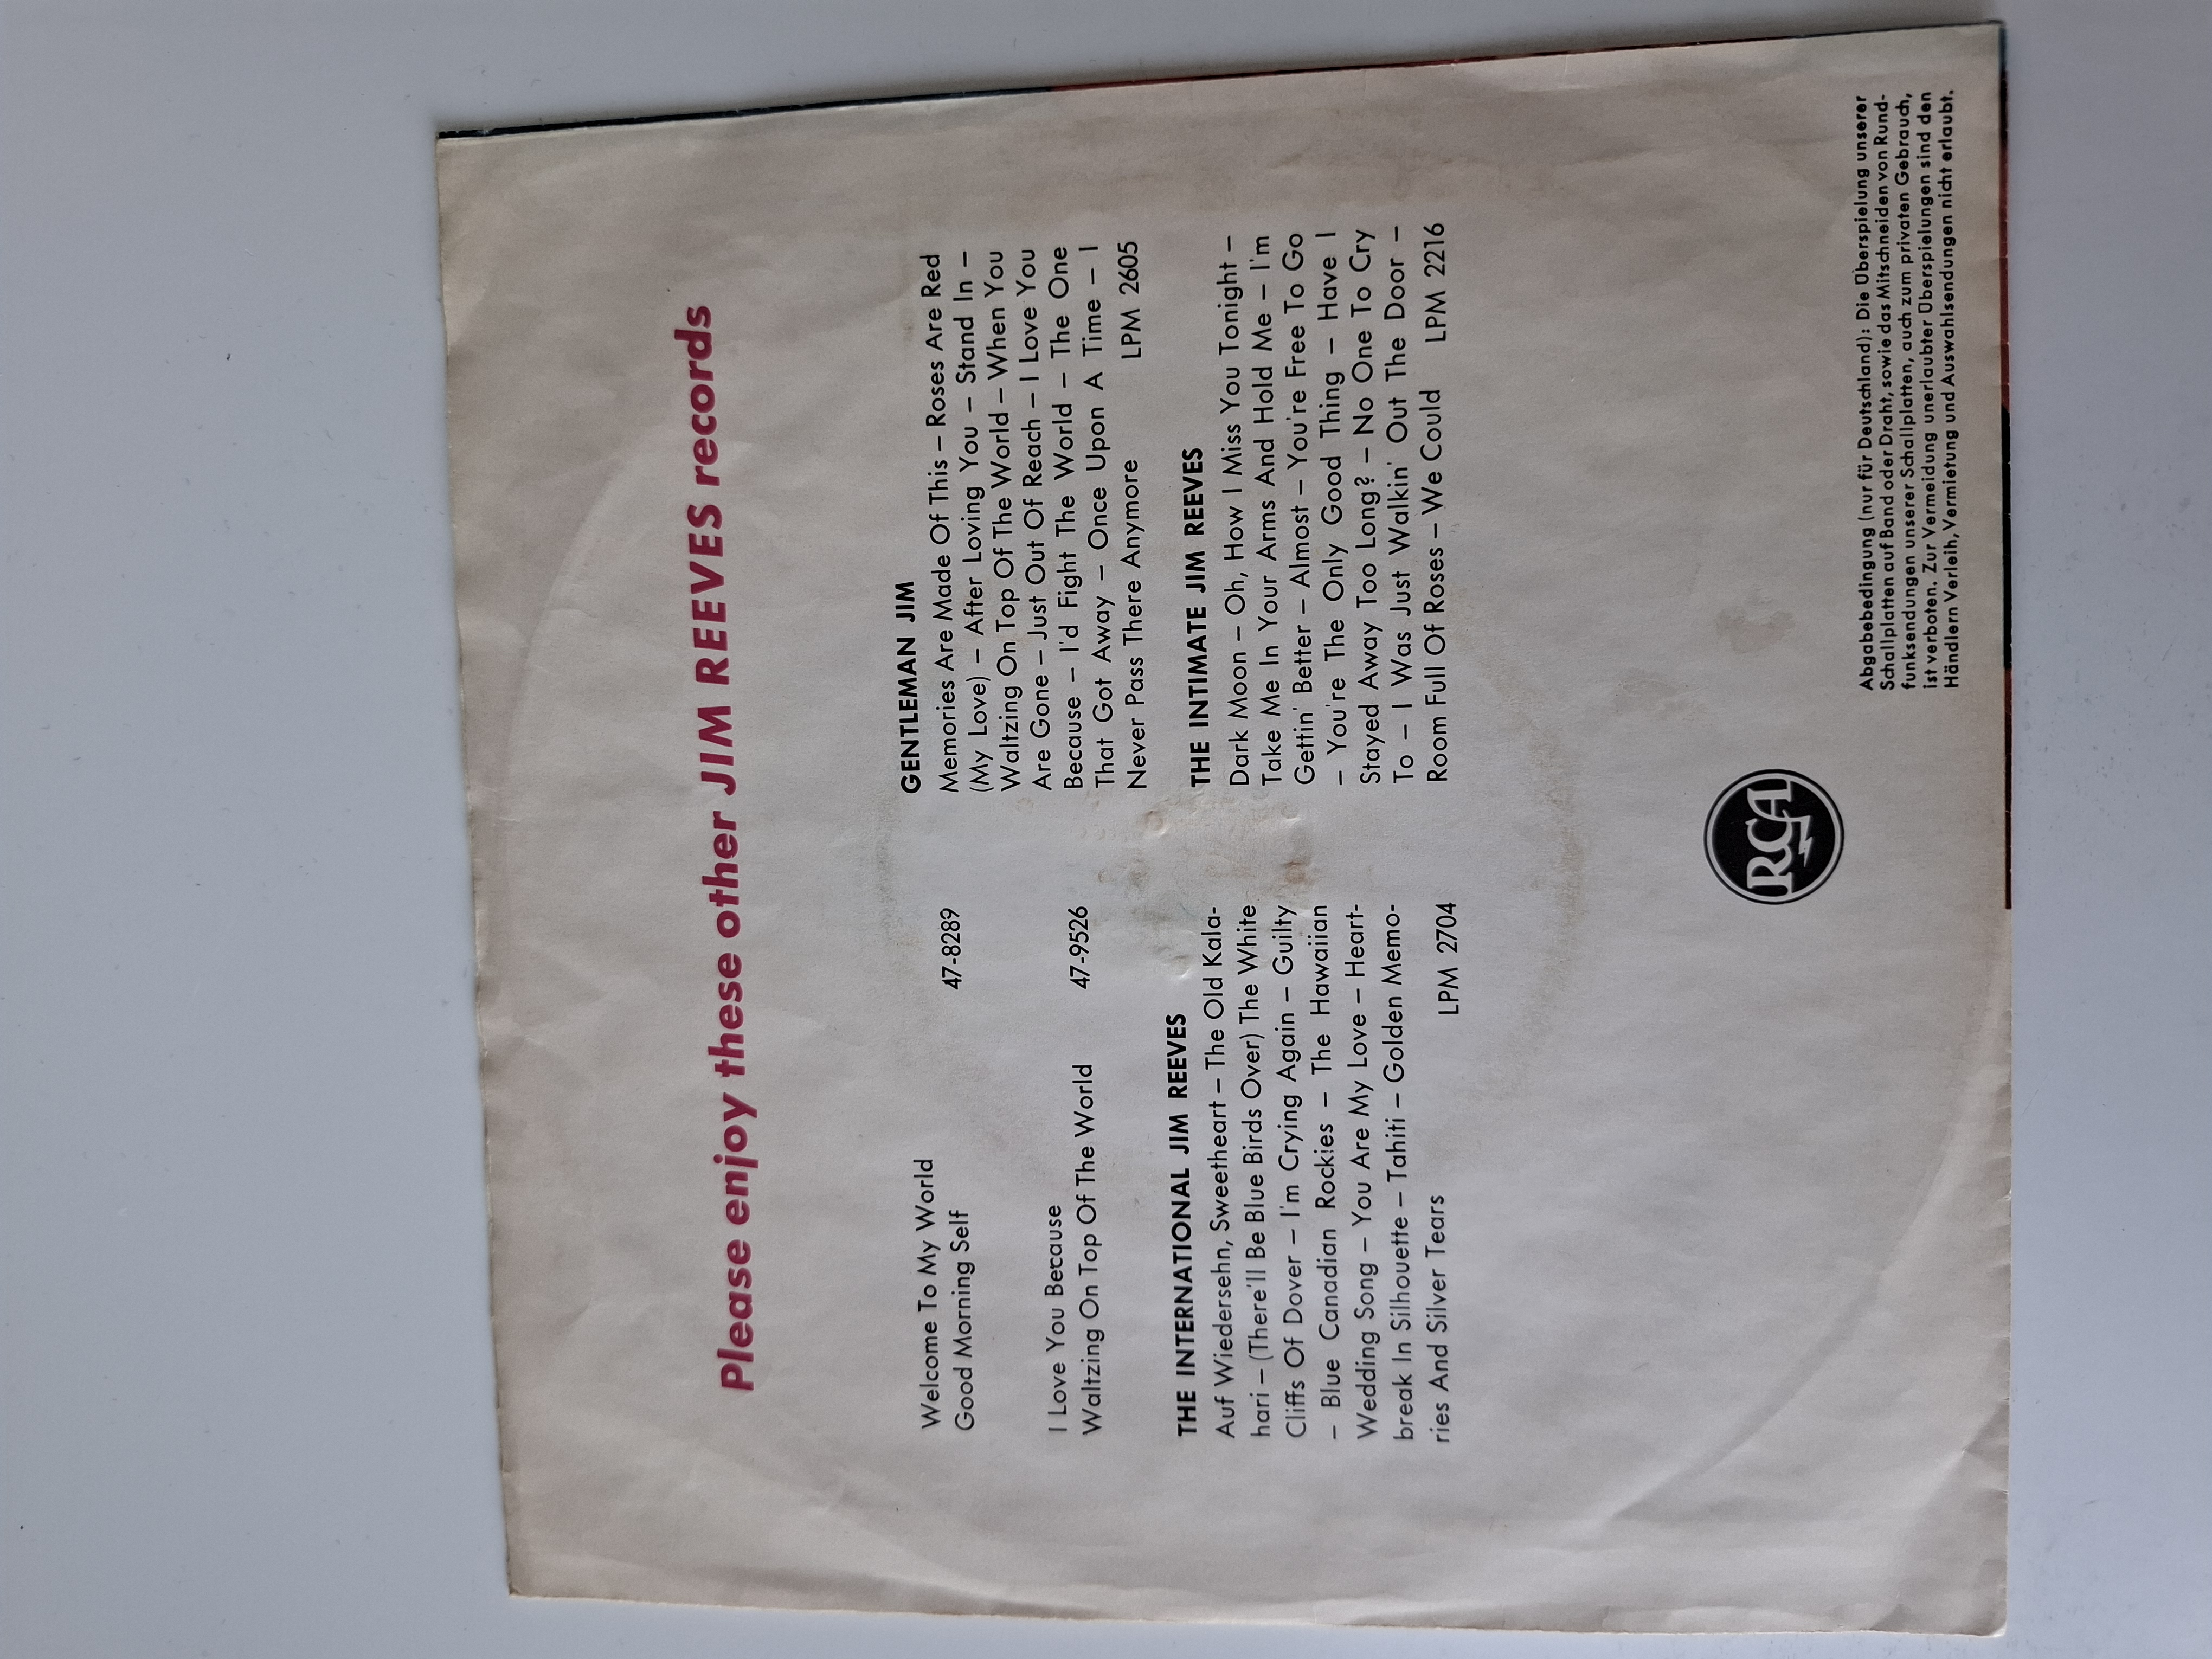 Please enjoy these other JIM REEVES records
Welcome To My World
Good Morning Self 47-8289
I Love You Because
Waltzing On Top Of The World 47-9526
THE INTERNATIONAL JIM REEVES
Auf Wiedersehn, Sweetheart – The Old Kala-
hari – (There'll Be Blue Birds Over) The White
Cliffs Of Dover – I'm Crying Again – Guilty
– Blue Canadian Rockies – The Hawaiian
Wedding Song – You Are My Love – Heart-
break In Silhouette – Tahiti – Golden Memo-
ries And Silver Tears LPM 2704
GENTLEMAN JIM
Memories Are Made Of This – Roses Are Red
(My Love) – After Loving You – Stand In –
Waltzing On Top Of The World – When You
Are Gone – Just Out Of Reach – I Love You
Because – I'd Fight The World – The One
That Got Away – Once Upon A Time – I
Never Pass There Anymore LPM 2605
THE INTIMATE JIM REEVES
Dark Moon – Oh, How I Miss You Tonight –
Take Me In Your Arms And Hold Me – I'm
Gettin' Better – Almost – You're Free To Go
– You're The Only Good Thing – Have I
Stayed Away Too Long? – No One To Cry
To – I Was Just Walkin' Out The Door –
Room Full Of Roses – We Could LPM 2216
RCA
Abgabebedingung (nur für Deutschland): Die Überspielung unserer
Schallplatten auf Band oder Draht, sowie das Mitschneiden von Rund-
funksendungen unserer Schallplatten, auch zum privaten Gebrauch,
ist verboten. Zur Vermeidung unerlaubter Überspielungen sind den
Händlern Verleih, Vermietung und Auswahlsendungen nicht erlaubt.